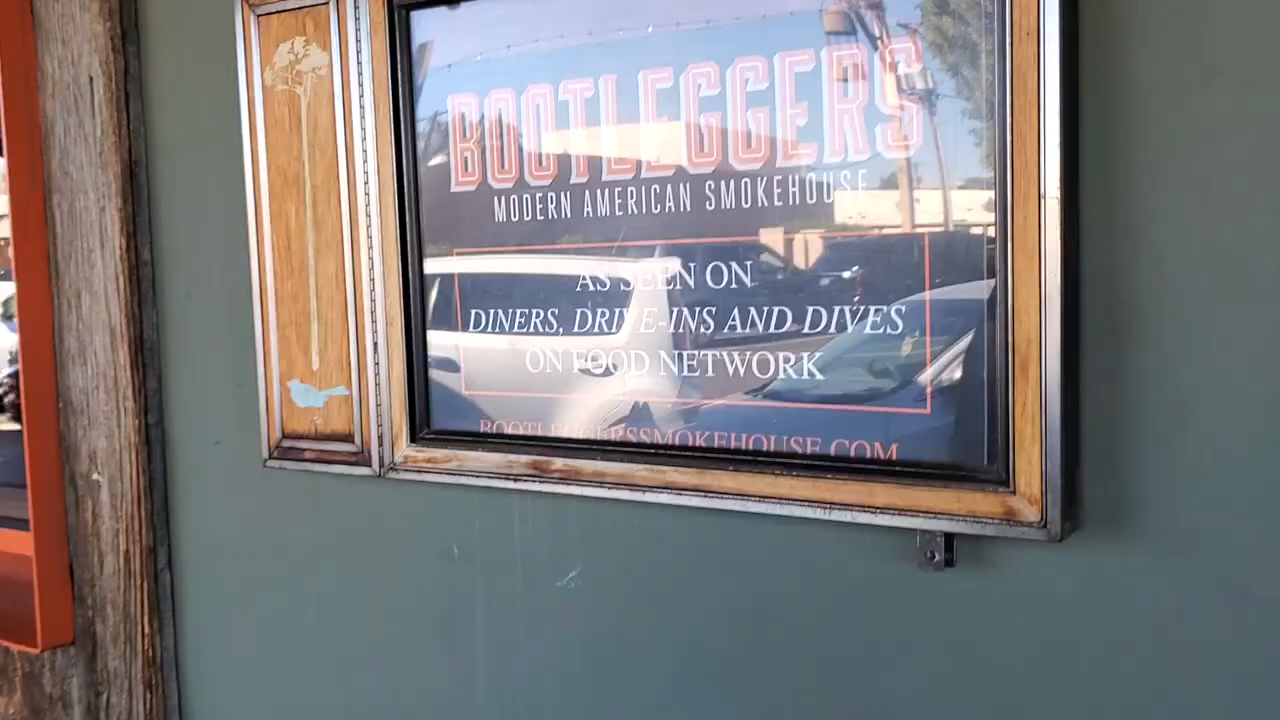 BOOTLEGGERS
MODERN AMERICAN SMOKEHOUSE
AS SEEN ON
DINERS, DRIVE-INS AND DIVES
ON FOOD NETWORK
BOOTLEGGERSSMOKEHOUSE.COM